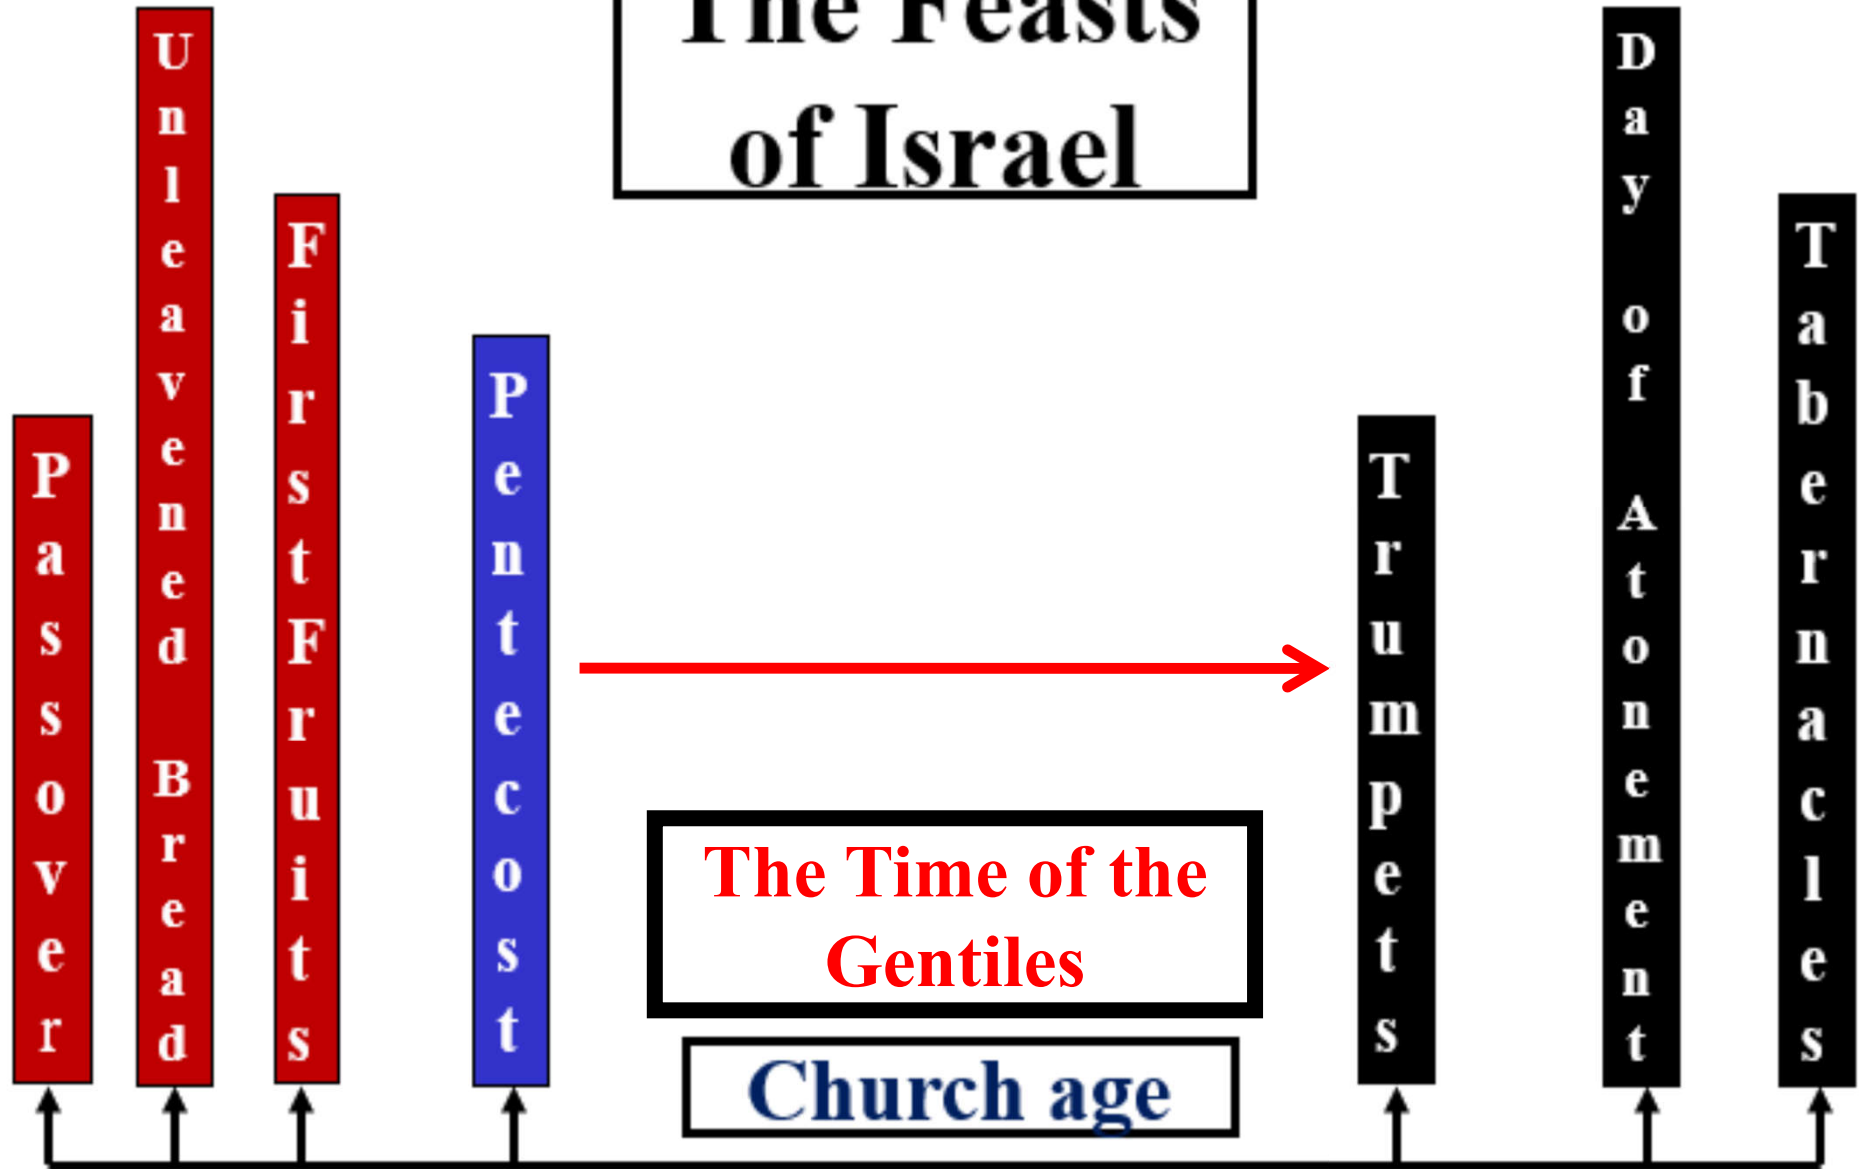 The Feasts
of Israel
Passover
Unleavened Bread
First Fruits
Pentecost
The Time of the
Gentiles
Church age
Trumpets
Day of Atonement
Tabernacles